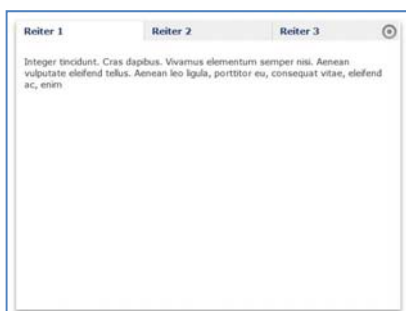 Reiter 1 Reiter 2 Reiter 3
Integer tincidunt. Cras dapibus. Vivamus elementum semper nisi. Aenean
vulputate eleifend tellus. Aenean leo ligula, porttitor eu, consequat vitae, eleifend
ac, enim